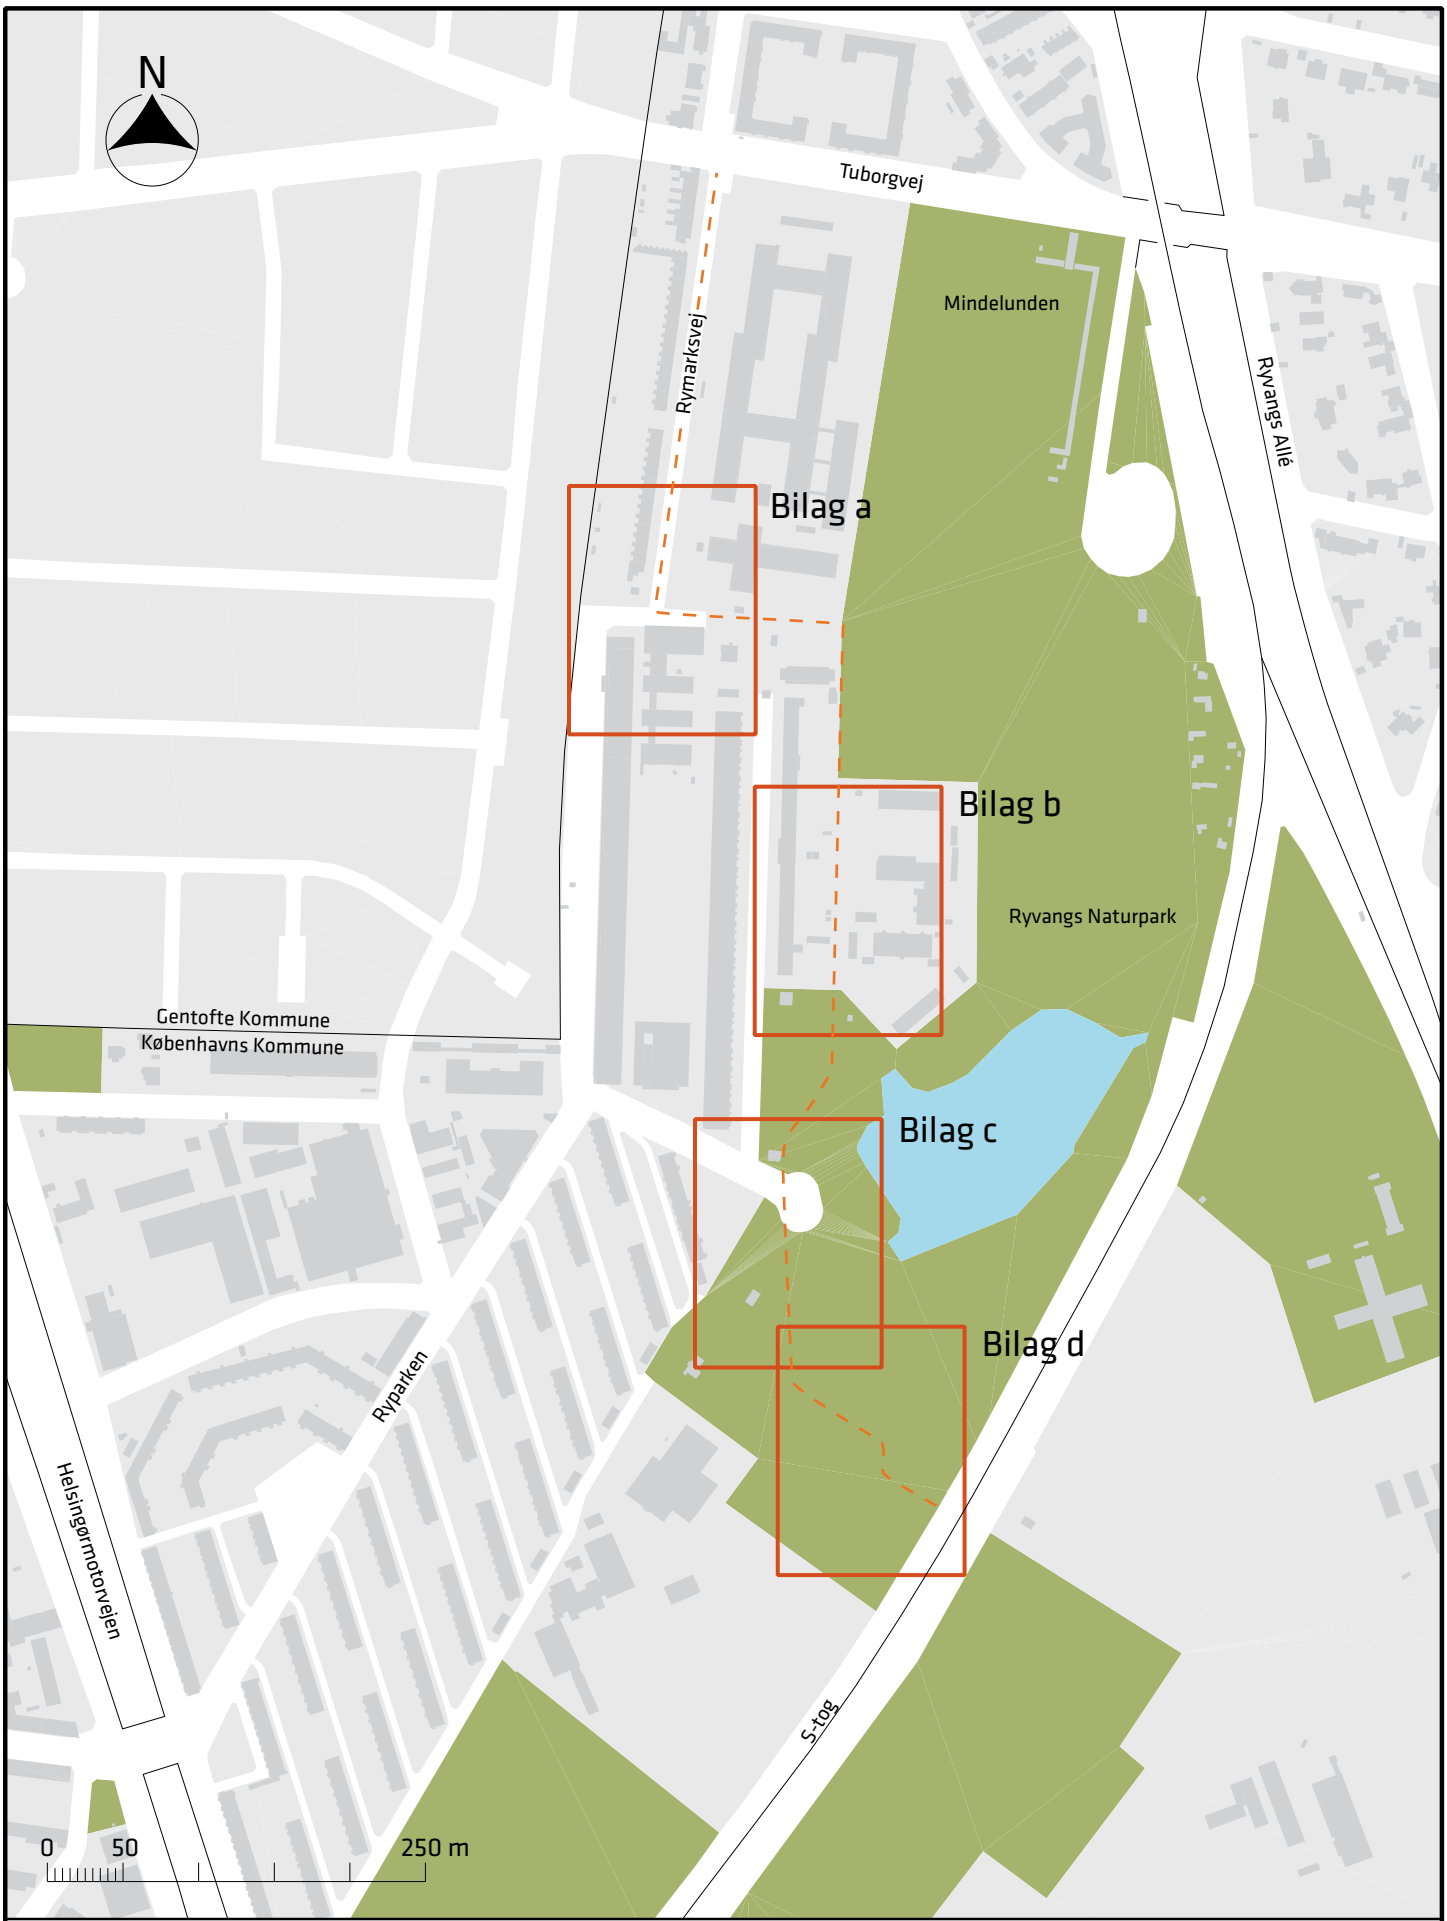 N
Tuborgvej
Mindelunden
Rymarksvej
Ryvangs Allé
Bilag a
Bilag b
Ryvangs Naturpark
Gentofte Kommune
Københavns Kommune
Bilag c
Bilag d
Ryparken
Helsingørmotorvejen
S-tog
0 50 250 m